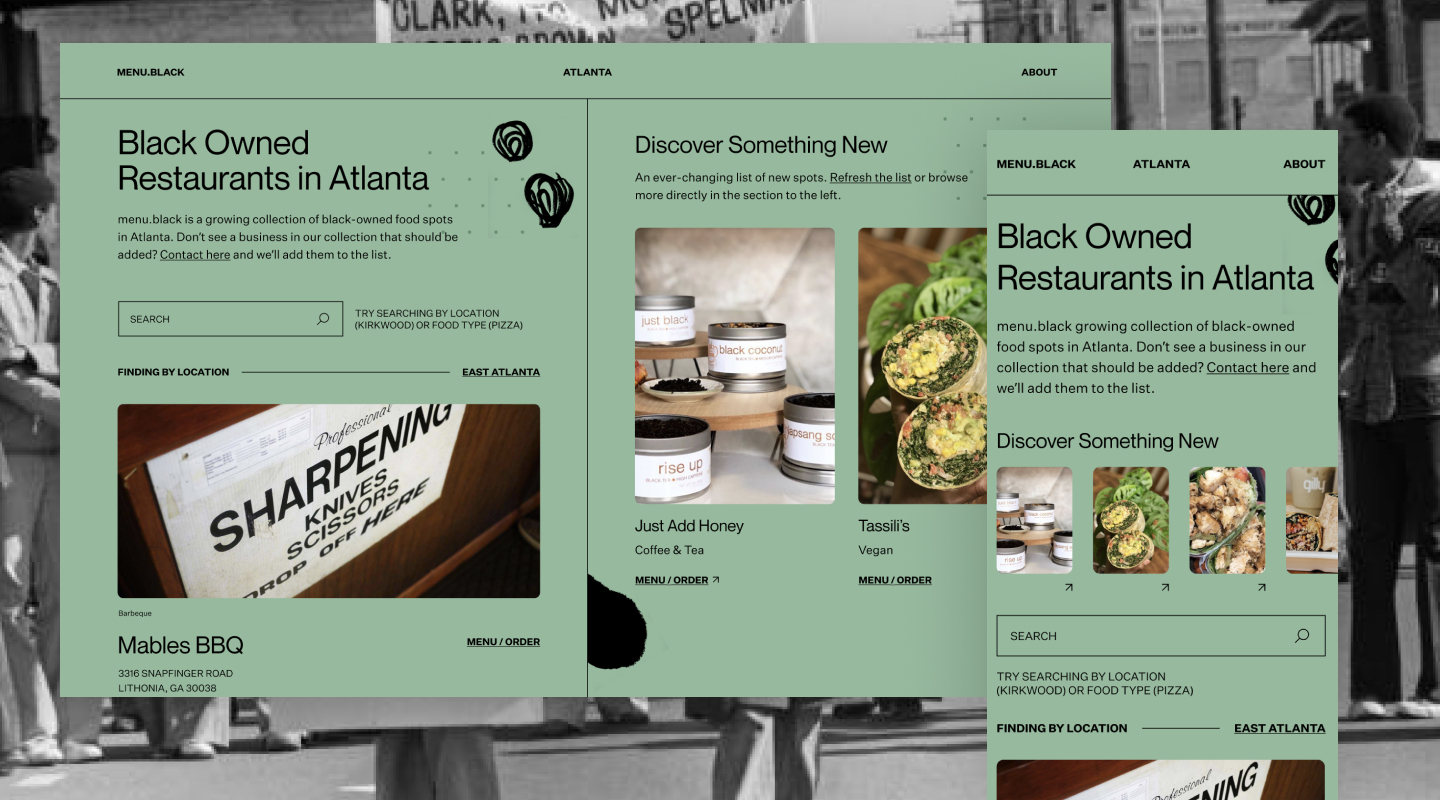 CLARK,
SPELMAN
MENU.BLACK
ATLANTA
ABOUT
Black Owned
Restaurants in Atlanta
menu.black is a growing collection of black-owned food spots
in Atlanta. Don't see a business in our collection that should be
added? Contact here and we'll add them to the list.
SEARCH
TRY SEARCHING BY LOCATION
(KIRKWOOD) OR FOOD TYPE (PIZZA)
FINDING BY LOCATION
EAST ATLANTA
Professional
SHARPENING
KNIVES
SCISSORS
DROP OFF HERE
Barbeque
Mables BBQ
MENU / ORDER
3316 SNAPFINGER ROAD
LITHONIA, GA 30038
Discover Something New
An ever-changing list of new spots. Refresh the list or browse
more directly in the section to the left.
just black
black coconut
rise up
BLACK TEA
Just Add Honey
Coffee & Tea
MENU / ORDER
Tassili's
Vegan
MENU / ORDER
MENU.BLACK
ATLANTA
ABOUT
Black Owned
Restaurants in Atlanta
menu.black growing collection of black-owned
food spots in Atlanta. Don't see a business in our
collection that should be added? Contact here and
we'll add them to the list.
Discover Something New
rise up
gilly
SEARCH
TRY SEARCHING BY LOCATION
(KIRKWOOD) OR FOOD TYPE (PIZZA)
FINDING BY LOCATION
EAST ATLANTA
Professional